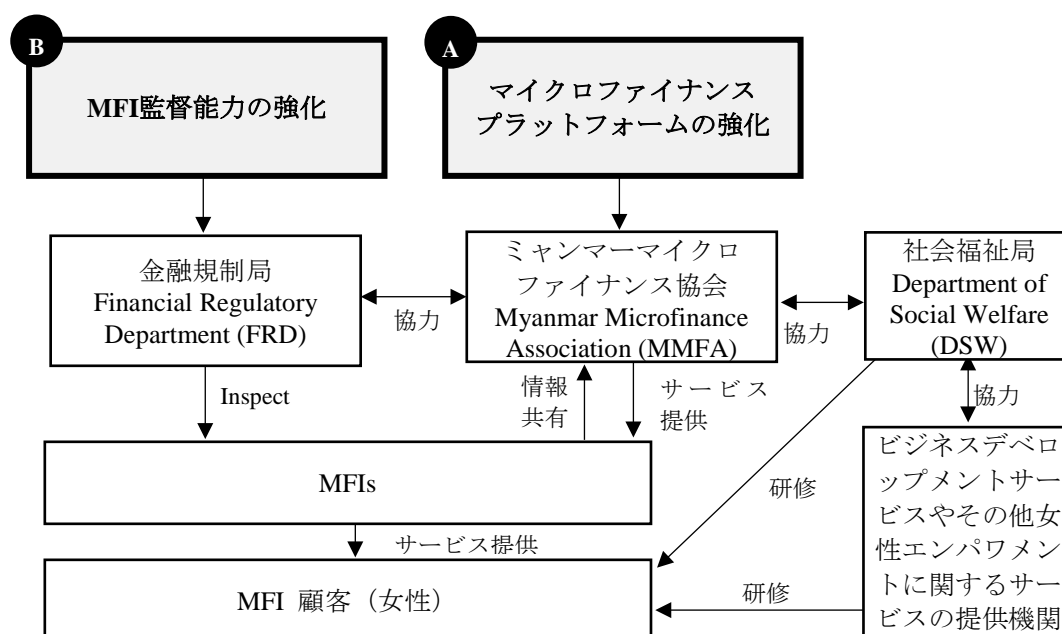 B
MFI監督能力の強化
A
マイクロファイナンス
プラットフォームの強化
金融規制局
Financial Regulatory
Department (FRD)
協力
ミャンマーマイクロ
ファイナンス協会
Myanmar Microfinance
Association (MMFA)
協力
社会福祉局
Department of
Social Welfare
(DSW)
Inspect
情報
共有
サービス
提供
協力
MFIs
研修
ビジネスデベロ
ップメントサー
ビスやその他女
性エンパワメン
トに関するサー
ビスの提供機関
サービス提供
MFI 顧客（女性）
研修